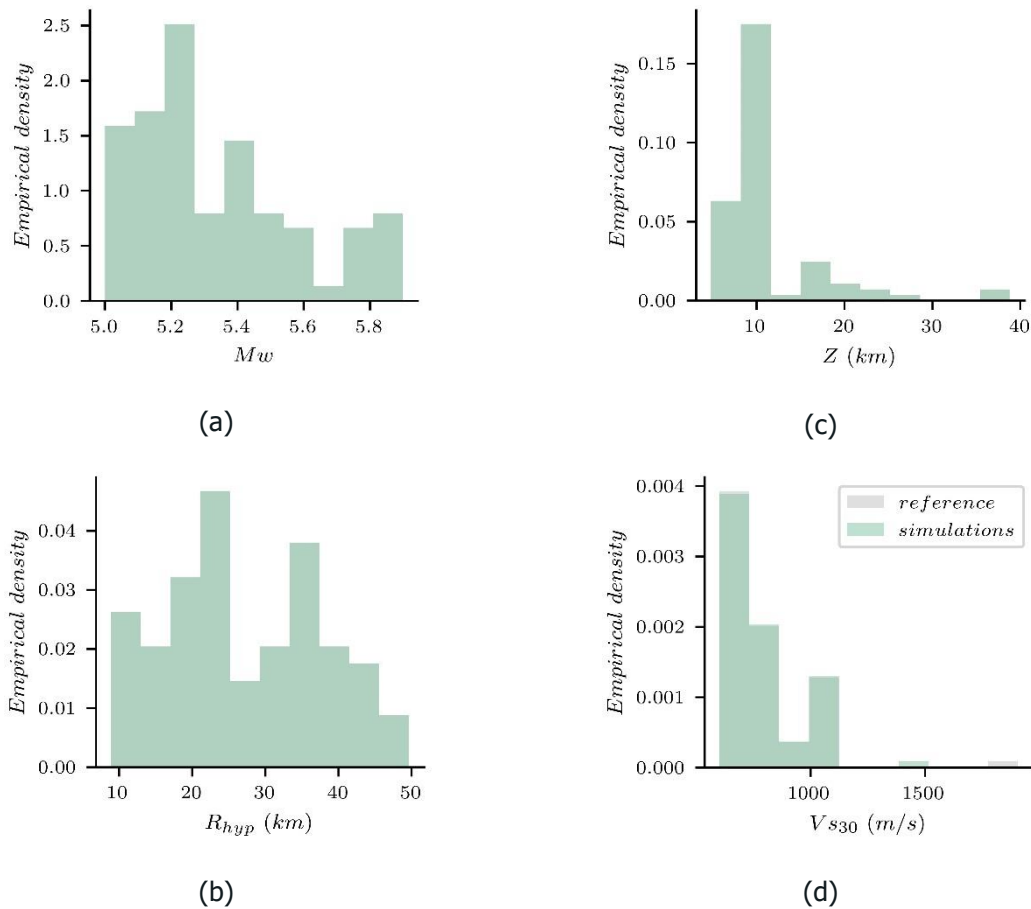 2.5
2.0
1.5
1.0
0.5
0.0
Empirical density
5.0 5.2 5.4 5.6 5.8
Mw
(a)
0.15
0.10
0.05
0.00
Empirical density
10 20 30 40
Z (km)
(c)
0.04
0.03
0.02
0.01
0.00
Empirical density
10 20 30 40 50
R_hyp (km)
(b)
0.004
0.003
0.002
0.001
0.000
Empirical density
reference
simulations
1000 1500
Vs_30 (m/s)
(d)